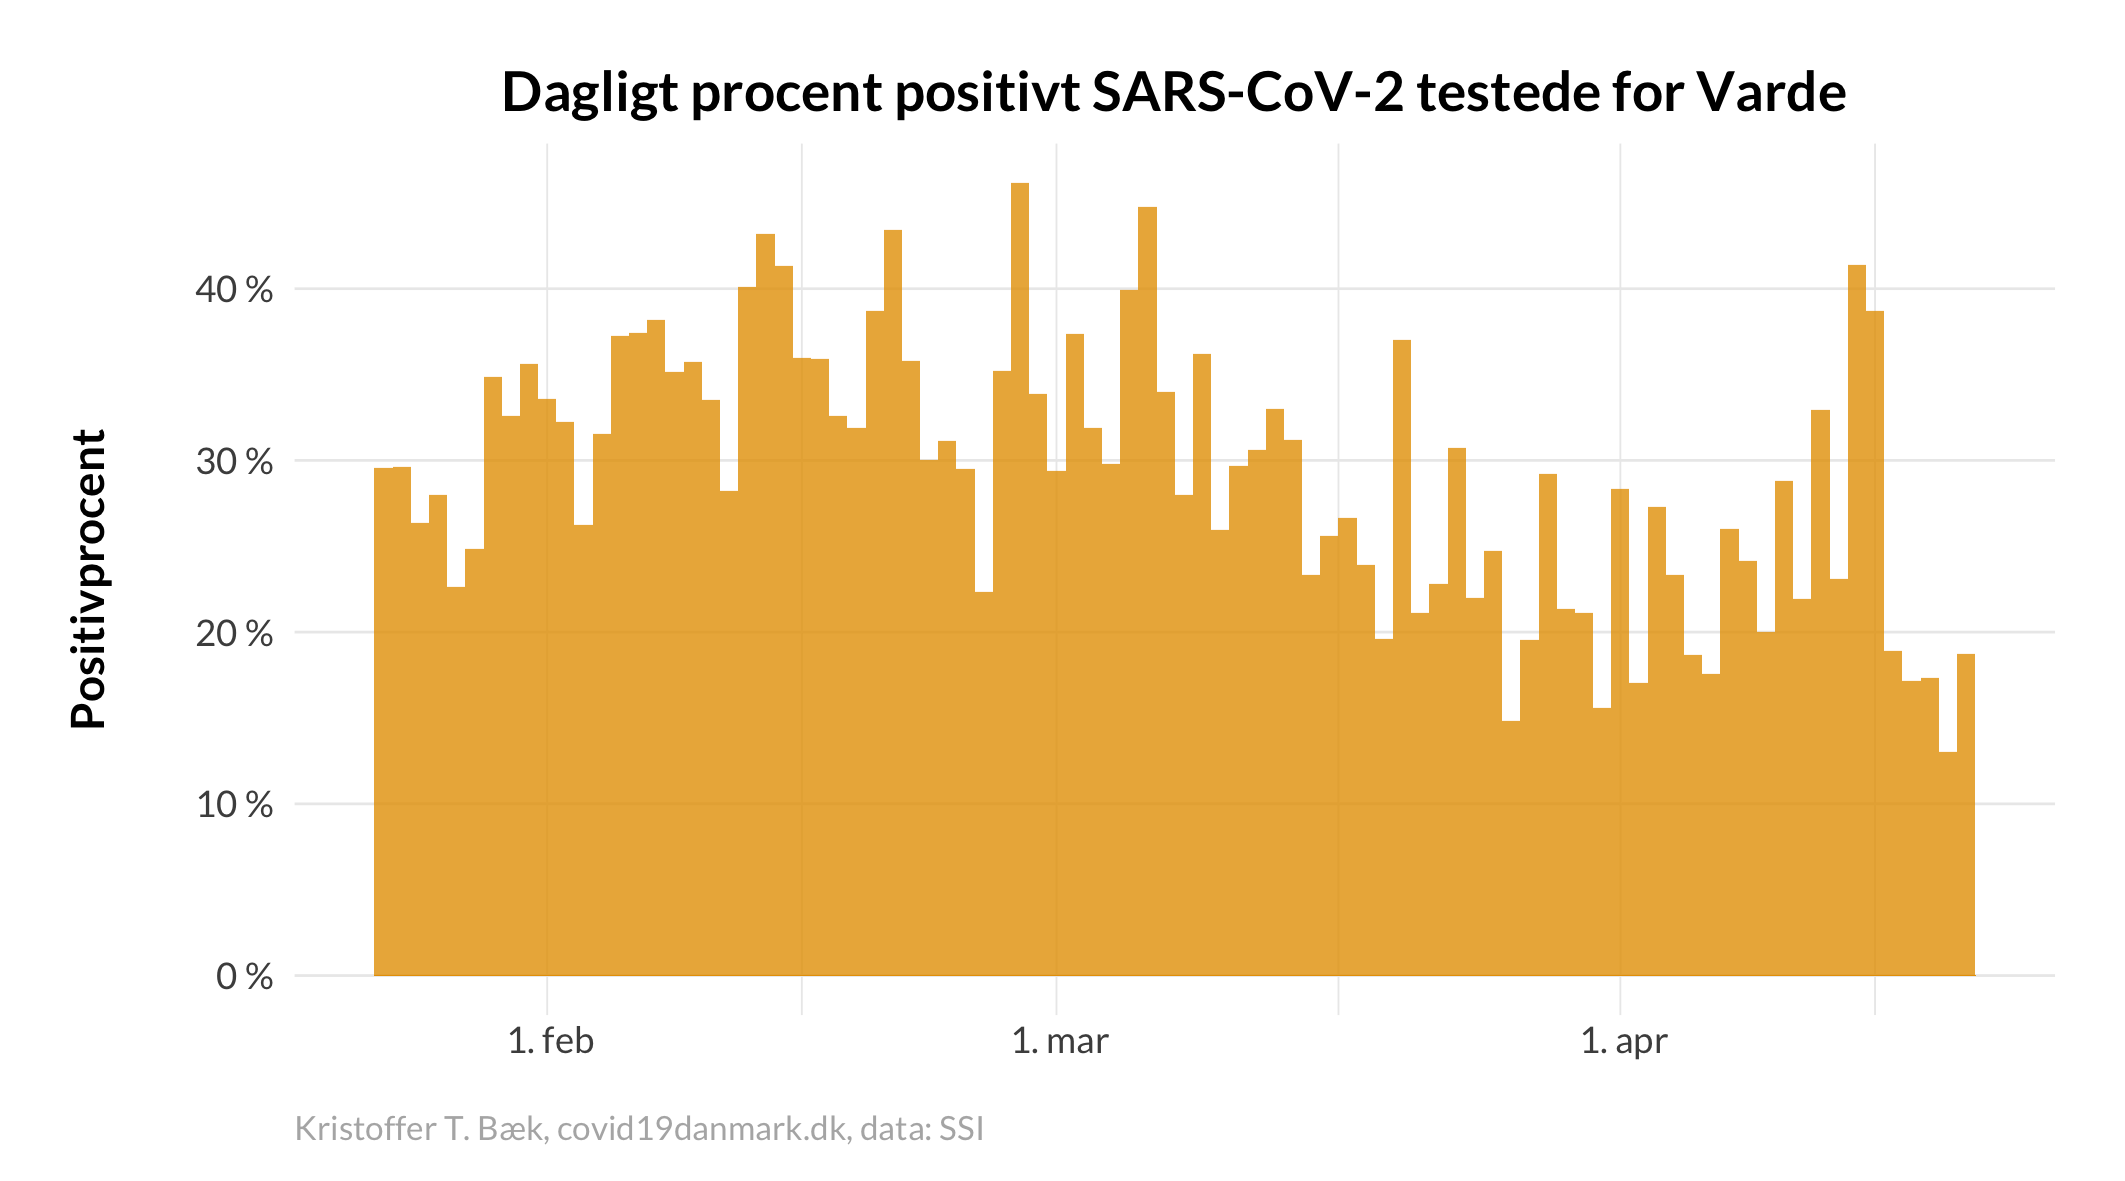 Dagligt procent positivt SARS-CoV-2 testede for Varde
Positivprocent
40 %
30 %
20 %
10 %
0 %
1. feb
1. mar
1. apr
Kristoffer T. Bæk, covid19danmark.dk, data: SSI